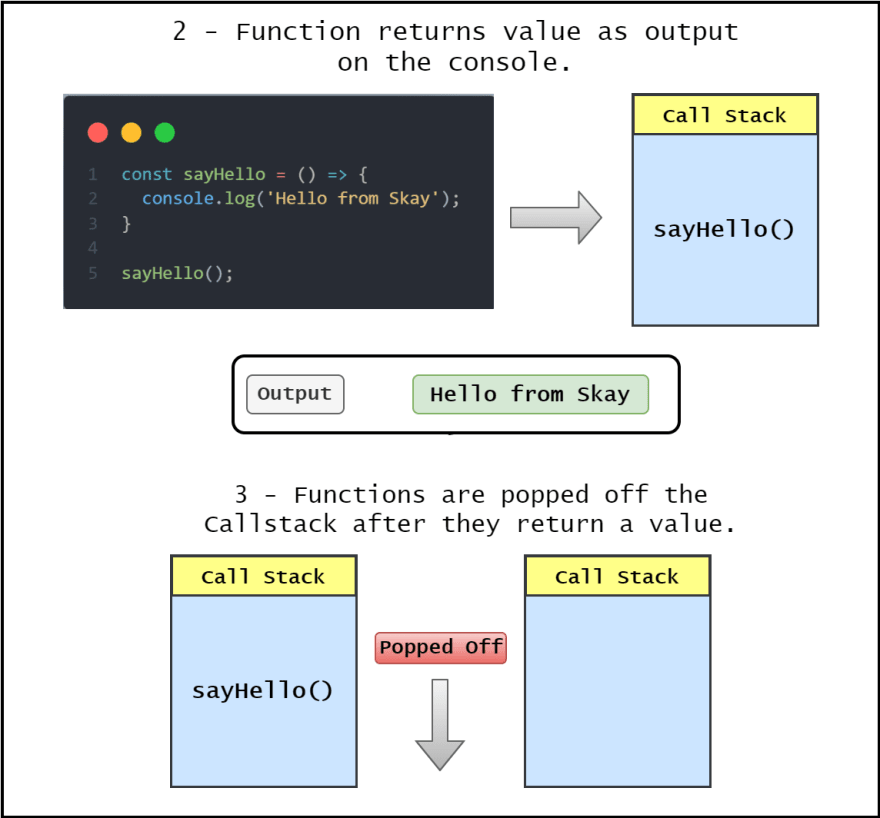 2 - Function returns value as output
on the console.
Call Stack
1 const sayHello = () => {
2   console.log('Hello from Skay');
3 }
4
5 sayHello();
sayHello()
Output
Hello from Skay
3 - Functions are popped off the
Callstack after they return a value.
Call Stack
Call Stack
Popped Off
sayHello()